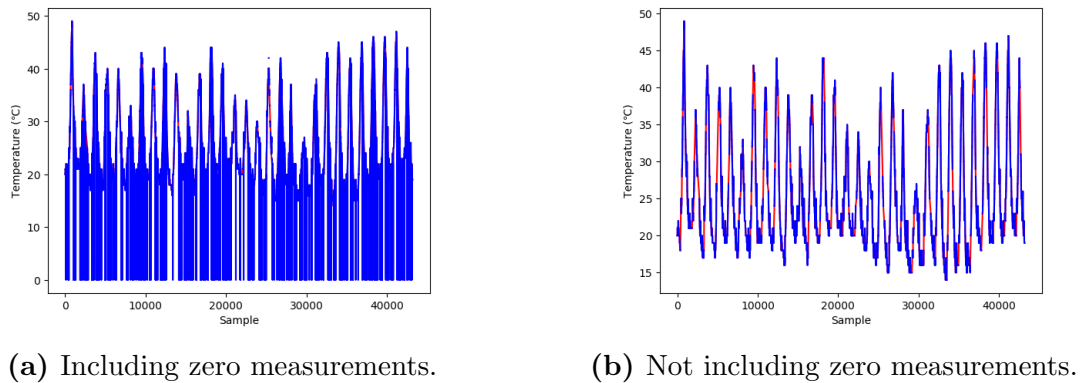 50
40
30
20
10
0
Temperature (℃)
0 10000 20000 30000 40000
Sample
(a) Including zero measurements.
50
45
40
35
30
25
20
15
Temperature (℃)
0 10000 20000 30000 40000
Sample
(b) Not including zero measurements.